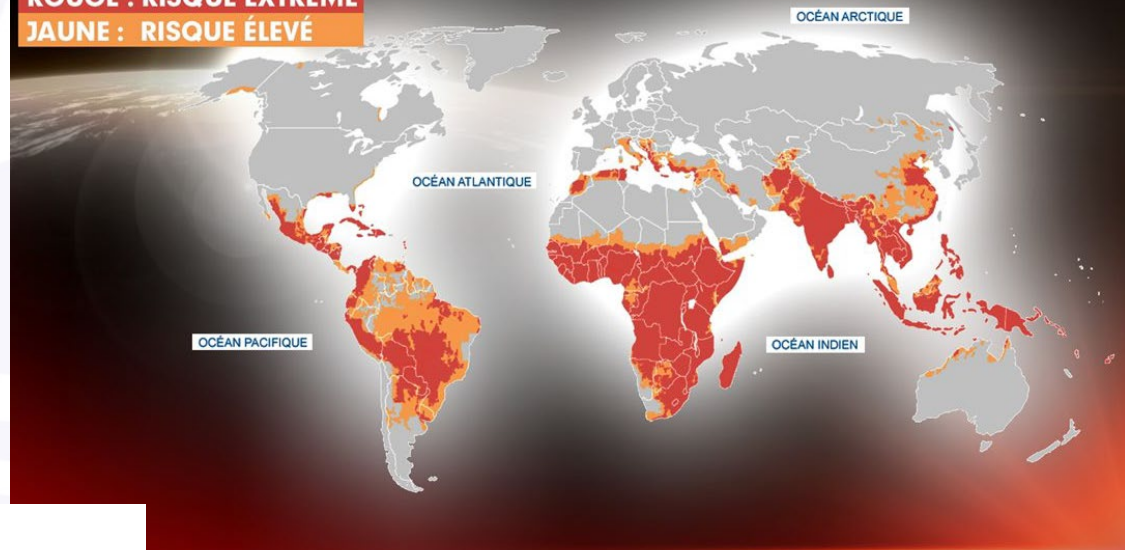 ROUGE : RISQUE EXTRÊME
JAUNE : RISQUE ÉLEVÉ
OCÉAN ARCTIQUE
OCÉAN ATLANTIQUE
OCÉAN PACIFIQUE
OCÉAN INDIEN